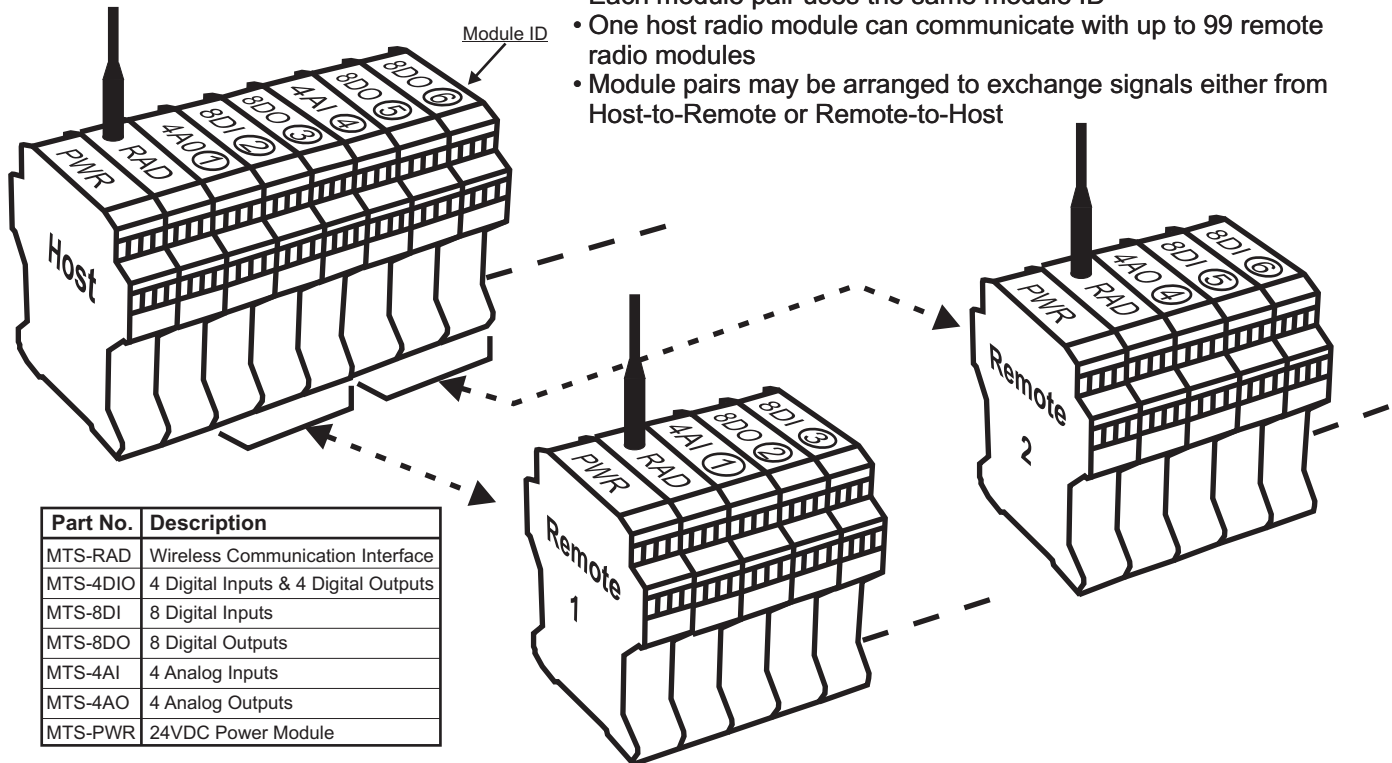 Each module pair uses the same module ID
• One host radio module can communicate with up to 99 remote
radio modules
• Module pairs may be arranged to exchange signals either from
Host-to-Remote or Remote-to-Host
Module ID
PWR
RAD
4AO 1
8DI 2
8DO 3
4AI 4
8DO 5
8DO 6
Host
PWR
RAD
4AO 4
8DI 5
8DI 6
Remote
2
PWR
RAD
4AI 1
8DO 2
8DI 3
Remote
1
Part No. Description
MTS-RAD Wireless Communication Interface
MTS-4DIO 4 Digital Inputs & 4 Digital Outputs
MTS-8DI 8 Digital Inputs
MTS-8DO 8 Digital Outputs
MTS-4AI 4 Analog Inputs
MTS-4AO 4 Analog Outputs
MTS-PWR 24VDC Power Module